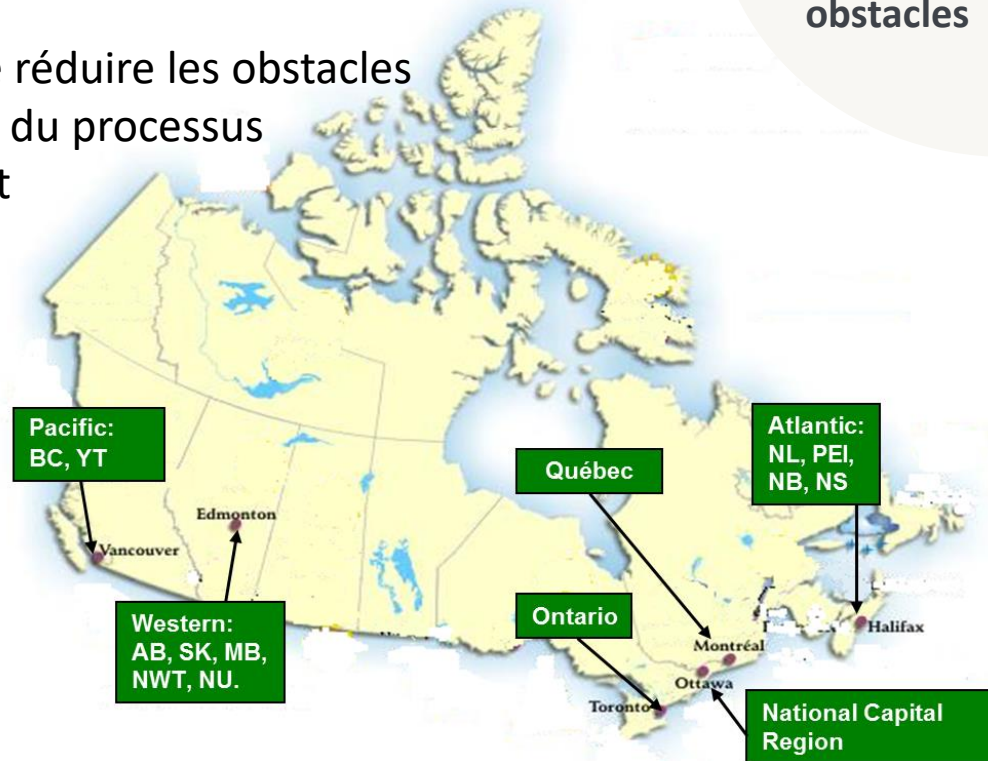 obstacles
réduire les obstacles
du processus
Pacific:
BC, YT
Edmonton
Vancouver
Western:
AB, SK, MB,
NWT, NU.
Québec
Atlantic:
NL, PEI,
NB, NS
Ontario
Halifax
Montréal
Ottawa
Toronto
National Capital
Region